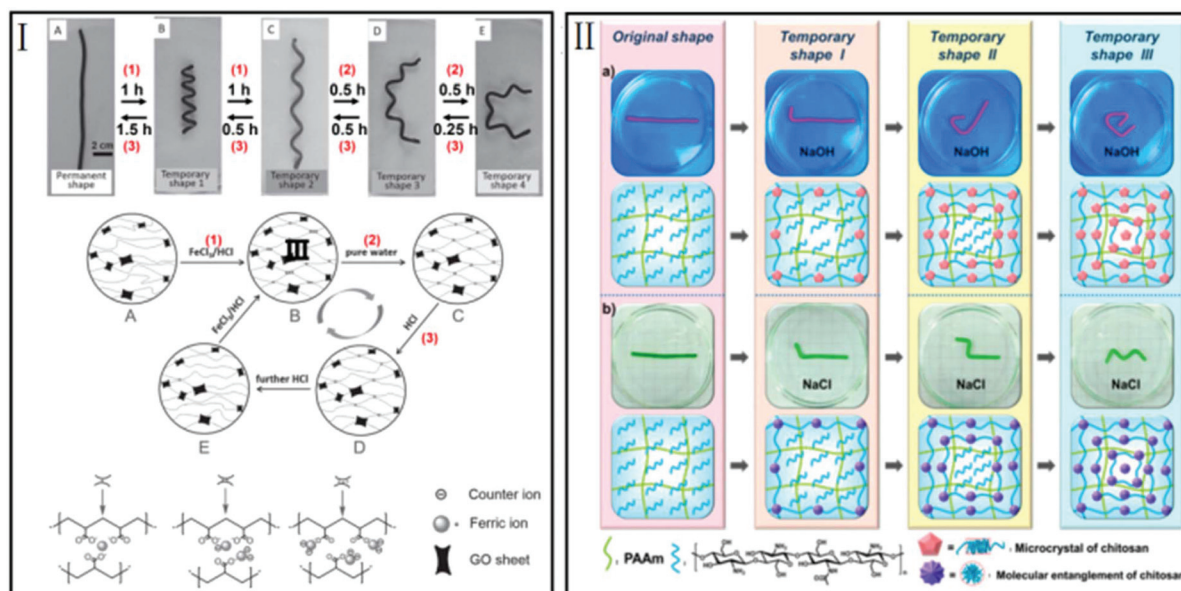 I
A
B
C
D
E
(1)
1 h
1.5 h
(3)
(1)
1 h
0.5 h
(3)
(2)
0.5 h
0.5 h
(3)
(2)
0.5 h
0.25 h
(3)
2 cm
Permanent
shape
Temporary
shape 1
Temporary
shape 2
Temporary
shape 3
Temporary
shape 4
(1)
FeCl₃/HCl
III
(2)
pure water
A
B
C
FeCl₃/HCl
HCl
(3)
further HCl
E
D
⊖ Counter ion
Ferric ion
GO sheet
II
Original shape
Temporary
shape I
Temporary
shape II
Temporary
shape III
a)
NaOH
NaOH
NaOH
b)
NaCl
NaCl
NaCl
: PAAm
= : Microcrystal of chitosan
= : Molecular entanglement of chitosan